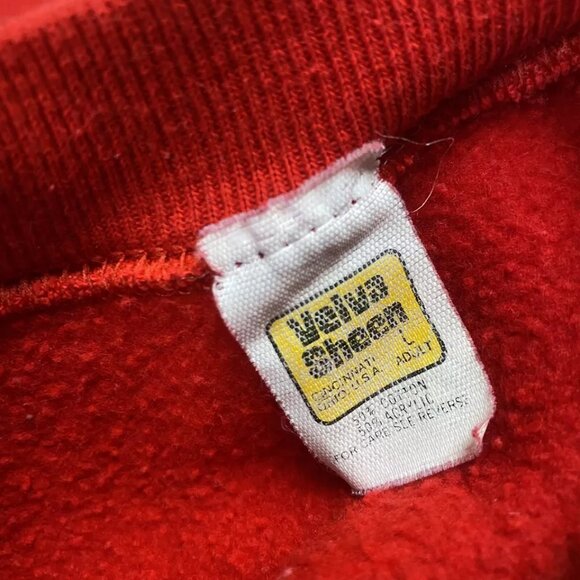 Velva
Sheen
CINCINNATI L
OHIO U.S.A. ADULT
50% COTTON
50% ACRYLIC
FOR CARE SEE REVERSE